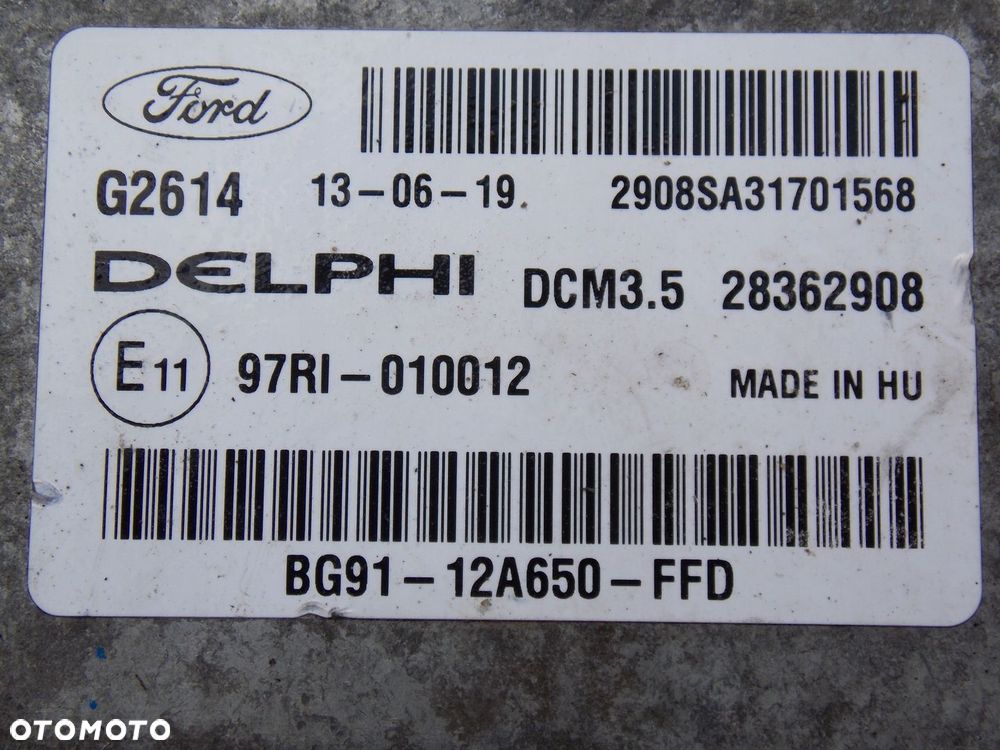 Ford
G2614 13-06-19 2908SA31701568
DELPHI DCM3.5 28362908
E11 97RI-010012 MADE IN HU
BG91-12A650-FFD
OTOMOTO